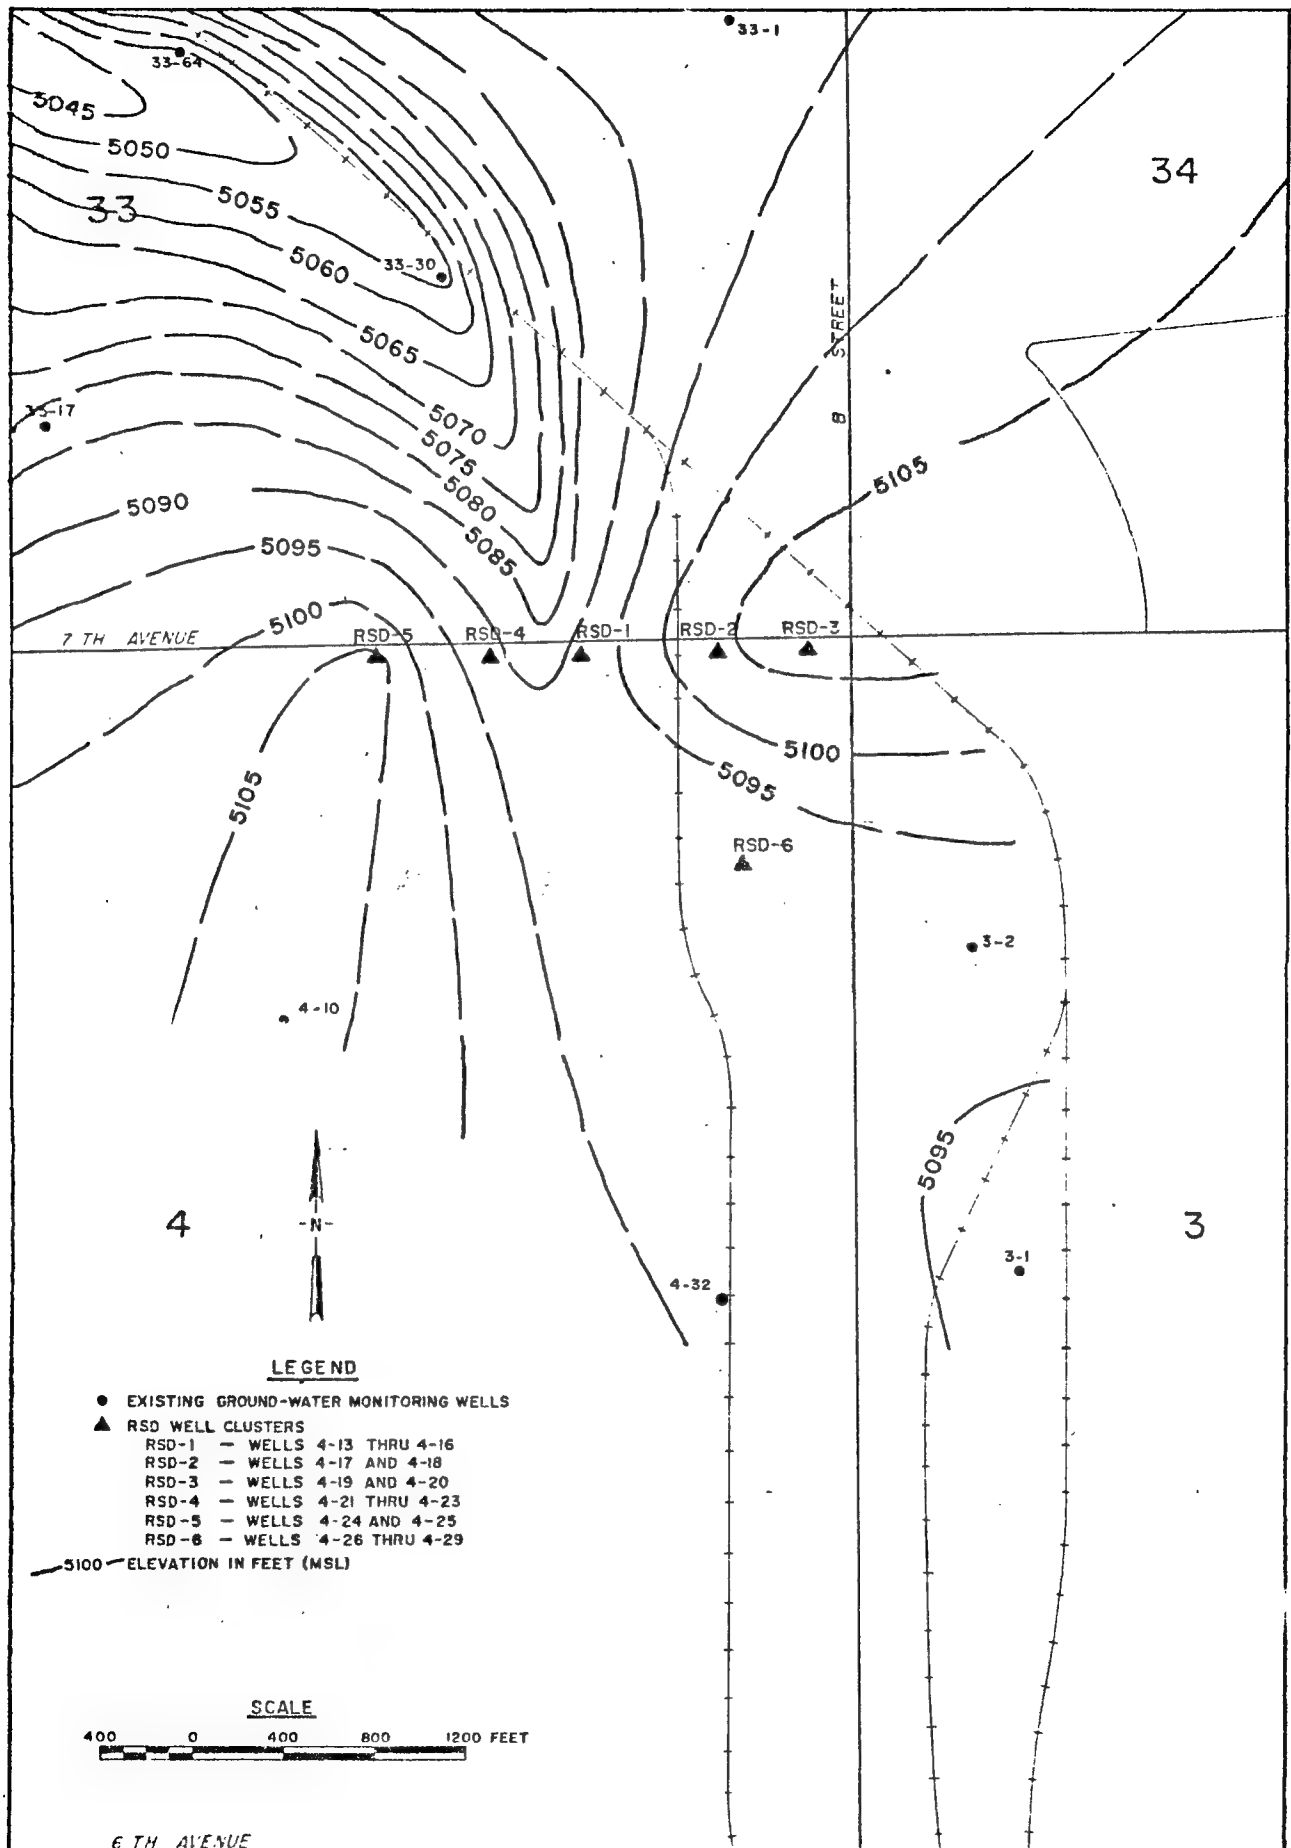 33-1
33-64
5045
5050
34
33
5055
33-30
5060
B STREET
5065
33-17
5070
5075
5080
5085
5090
5095
5105
5100
7 TH AVENUE
RSD-5
RSD-4
RSD-1
RSD-2
RSD-3
5105
5100
5095
RSD-6
3-2
4-10
5095
4
-N-
3
3-1
4-32
LEGEND
EXISTING GROUND-WATER MONITORING WELLS
RSD WELL CLUSTERS
RSD-1 — WELLS 4-13 THRU 4-16
RSD-2 — WELLS 4-17 AND 4-18
RSD-3 — WELLS 4-19 AND 4-20
RSD-4 — WELLS 4-21 THRU 4-23
RSD-5 — WELLS 4-24 AND 4-25
RSD-6 — WELLS 4-26 THRU 4-29
5100 ELEVATION IN FEET (MSL)
SCALE
400 0 400 800 1200 FEET
6 TH AVENUE